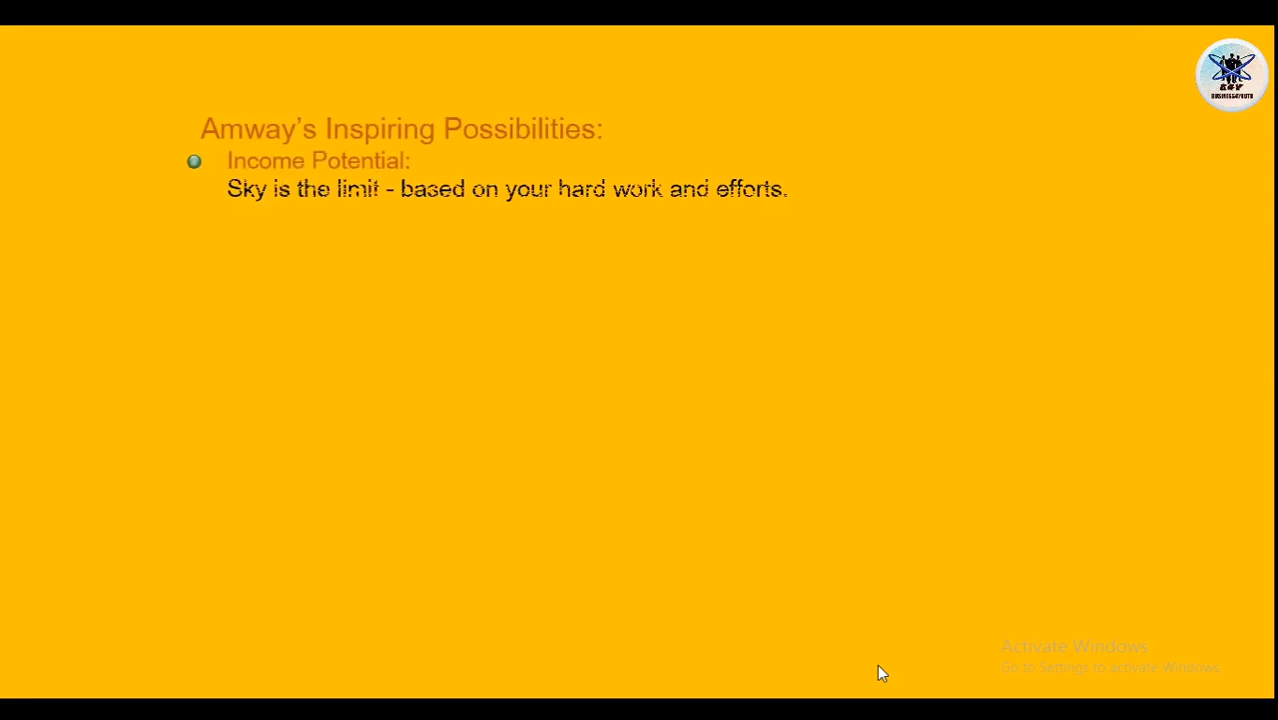 Amway's Inspiring Possibilities:
Income Potential:
Sky is the limit - based on your hard work and efforts.
Activate Windows
Go to Settings to activate Windows.